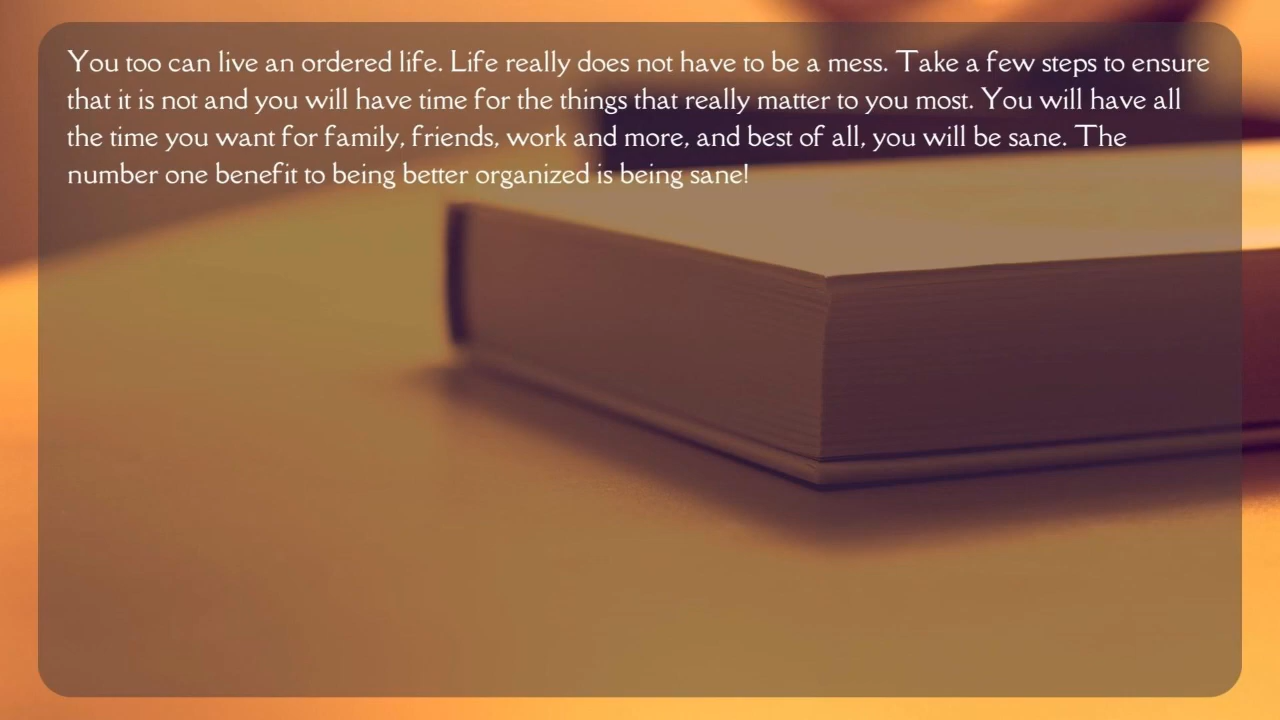 You too can live an ordered life. Life really does not have to be a mess. Take a few steps to ensure
that it is not and you will have time for the things that really matter to you most. You will have all
the time you want for family, friends, work and more, and best of all, you will be sane. The
number one benefit to being better organized is being sane!